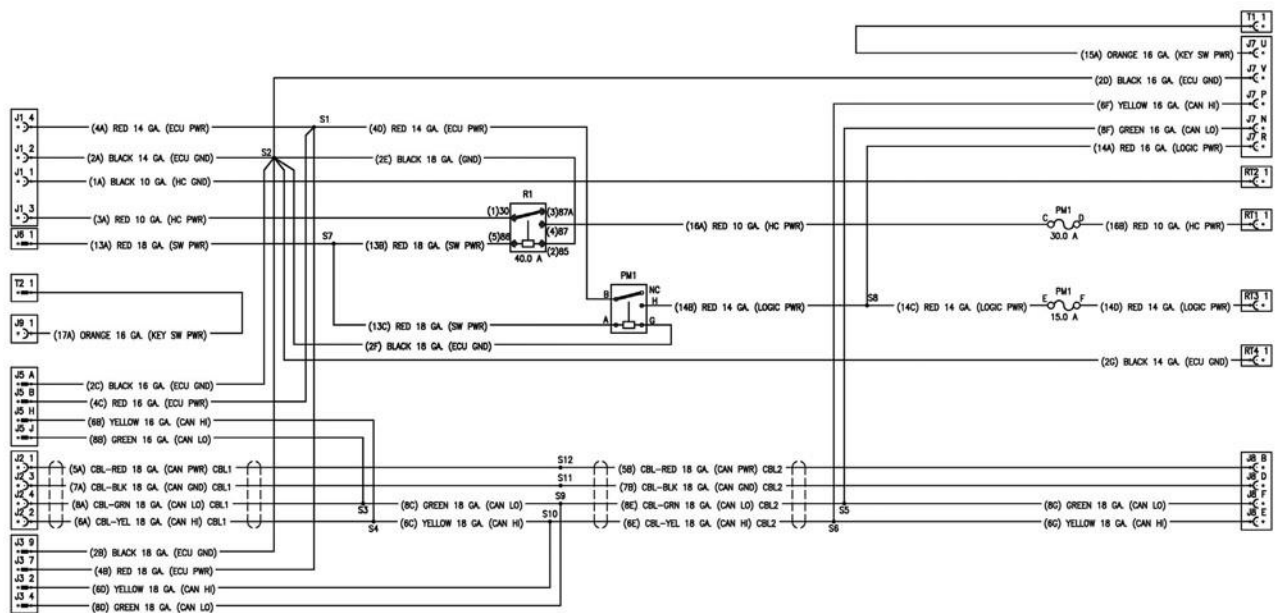 T1 1
J7 U
(15A) ORANGE 16 GA. (KEY SW PWR)
J7 V
(2D) BLACK 16 GA. (ECU GND)
J7 P
(6F) YELLOW 16 GA. (CAN HI)
J7 N
(8F) GREEN 16 GA. (CAN LO)
J7 R
(14A) RED 16 GA. (LOGIC PWR)
J1 4
(4A) RED 14 GA. (ECU PWR)
S1
(4D) RED 14 GA. (ECU PWR)
J1 2
(2A) BLACK 14 GA. (ECU GND)
S2
(2E) BLACK 18 GA. (GND)
J1 1
(1A) BLACK 10 GA. (HC GND)
RT2 1
J1 3
(3A) RED 10 GA. (HC PWR)
R1
(1)30
(3)87A
(4)87
(5)86
(2)85
40.0 A
(16A) RED 10 GA. (HC PWR)
PM1
C
D
30.0 A
(16B) RED 10 GA. (HC PWR)
RT1 1
J6 1
(13A) RED 18 GA. (SW PWR)
S7
(13B) RED 18 GA. (SW PWR)
T2 1
PM1
B
NC
H
A
G
(14B) RED 14 GA. (LOGIC PWR)
S8
(14C) RED 14 GA. (LOGIC PWR)
PM1
E
F
15.0 A
(14D) RED 14 GA. (LOGIC PWR)
RT3 1
J9 1
(17A) ORANGE 16 GA. (KEY SW PWR)
(13C) RED 18 GA. (SW PWR)
(2F) BLACK 18 GA. (ECU GND)
(2G) BLACK 14 GA. (ECU GND)
RT4 1
J5 A
(2C) BLACK 16 GA. (ECU GND)
J5 B
(4C) RED 16 GA. (ECU PWR)
J5 H
(6B) YELLOW 16 GA. (CAN HI)
J5 J
(8B) GREEN 16 GA. (CAN LO)
J2 1
(5A) CBL-RED 18 GA. (CAN PWR) CBL1
S12
(5B) CBL-RED 18 GA. (CAN PWR) CBL2
J8 B
J2 3
(7A) CBL-BLK 18 GA. (CAN GND) CBL1
S11
(7B) CBL-BLK 18 GA. (CAN GND) CBL2
J8 D
J2 4
(8A) CBL-GRN 18 GA. (CAN LO) CBL1
S3
(8C) GREEN 18 GA. (CAN LO)
S9
(8E) CBL-GRN 18 GA. (CAN LO) CBL2
S5
(8G) GREEN 18 GA. (CAN LO)
J8 F
J2 2
(6A) CBL-YEL 18 GA. (CAN HI) CBL1
S4
(6C) YELLOW 18 GA. (CAN HI)
S10
(6E) CBL-YEL 18 GA. (CAN HI) CBL2
S6
(6G) YELLOW 18 GA. (CAN HI)
J8 E
J3 9
(2B) BLACK 18 GA. (ECU GND)
J3 7
(4B) RED 18 GA. (ECU PWR)
J3 2
(6D) YELLOW 18 GA. (CAN HI)
J3 4
(8D) GREEN 18 GA. (CAN LO)